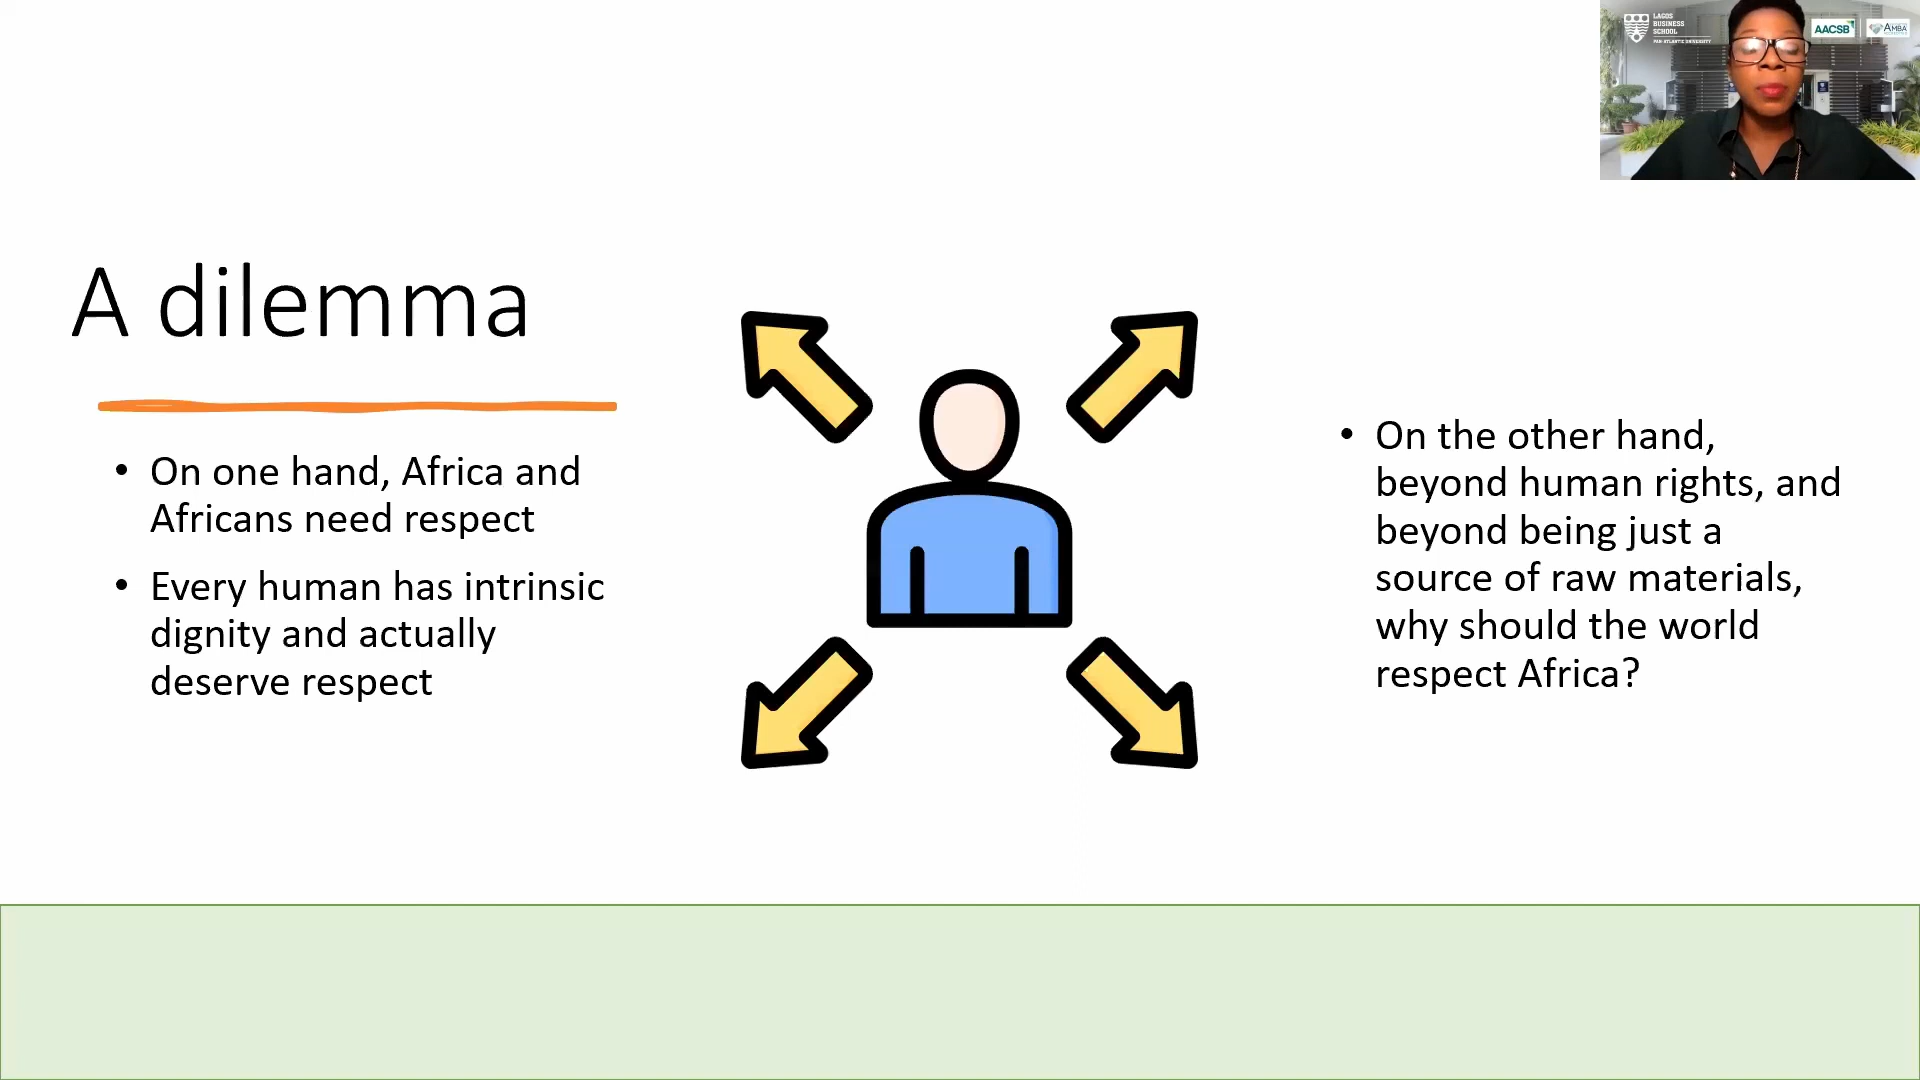 LAGOS
BUSINESS
SCHOOL
PAN-ATLANTIC UNIVERSITY
AACSB
AMBA
A dilemma
• On one hand, Africa and
Africans need respect
• Every human has intrinsic
dignity and actually
deserve respect
• On the other hand,
beyond human rights, and
beyond being just a
source of raw materials,
why should the world
respect Africa?